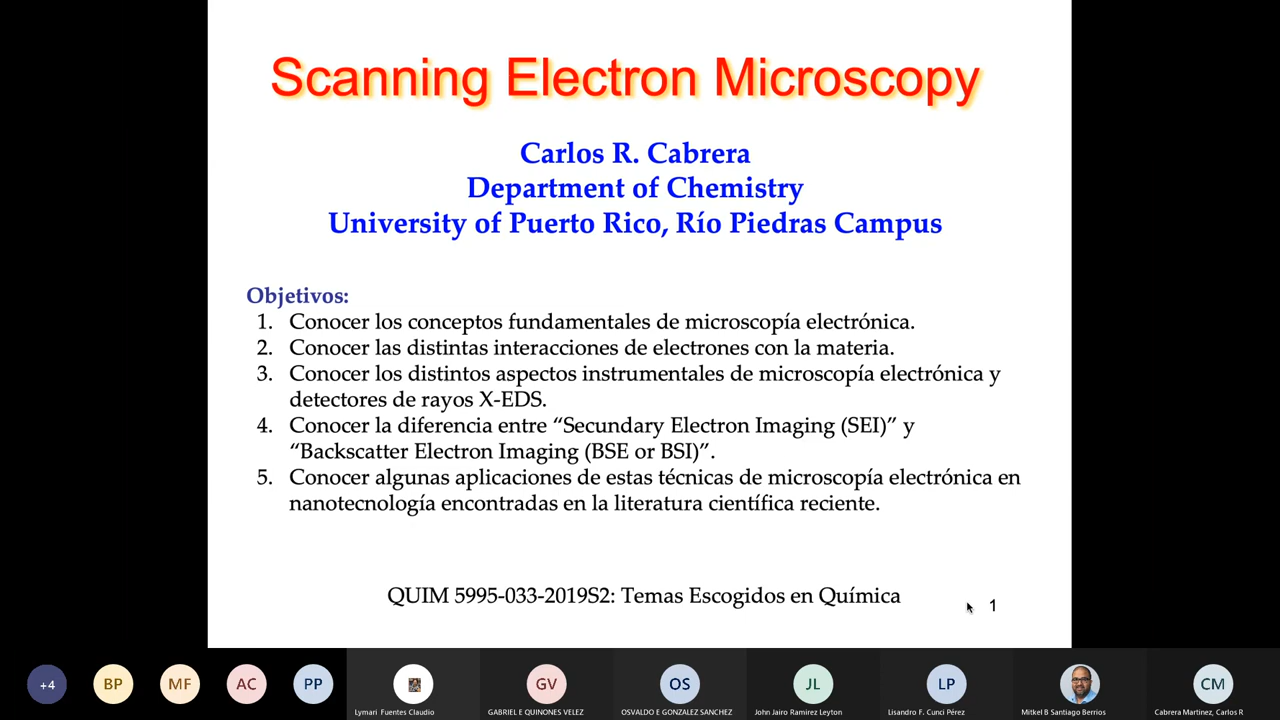 Scanning Electron Microscopy
Carlos R. Cabrera
Department of Chemistry
University of Puerto Rico, Río Piedras Campus
Objetivos:
1. Conocer los conceptos fundamentales de microscopía electrónica.
2. Conocer las distintas interacciones de electrones con la materia.
3. Conocer los distintos aspectos instrumentales de microscopía electrónica y
detectores de rayos X-EDS.
4. Conocer la diferencia entre “Secundary Electron Imaging (SEI)” y
“Backscatter Electron Imaging (BSE or BSI)”.
5. Conocer algunas aplicaciones de estas técnicas de microscopía electrónica en
nanotecnología encontradas en la literatura científica reciente.
QUIM 5995-033-2019S2: Temas Escogidos en Química
1
+4 BP MF AC PP GV OS JL LP CM
Lymari Fuentes Claudio GABRIEL E QUINONES VELEZ OSVALDO E GONZALEZ SANCHEZ John Jairo Ramirez Leyton Lisandro F. Cunci Pérez Mitkel B Santiago Berrios Cabrera Martinez, Carlos R